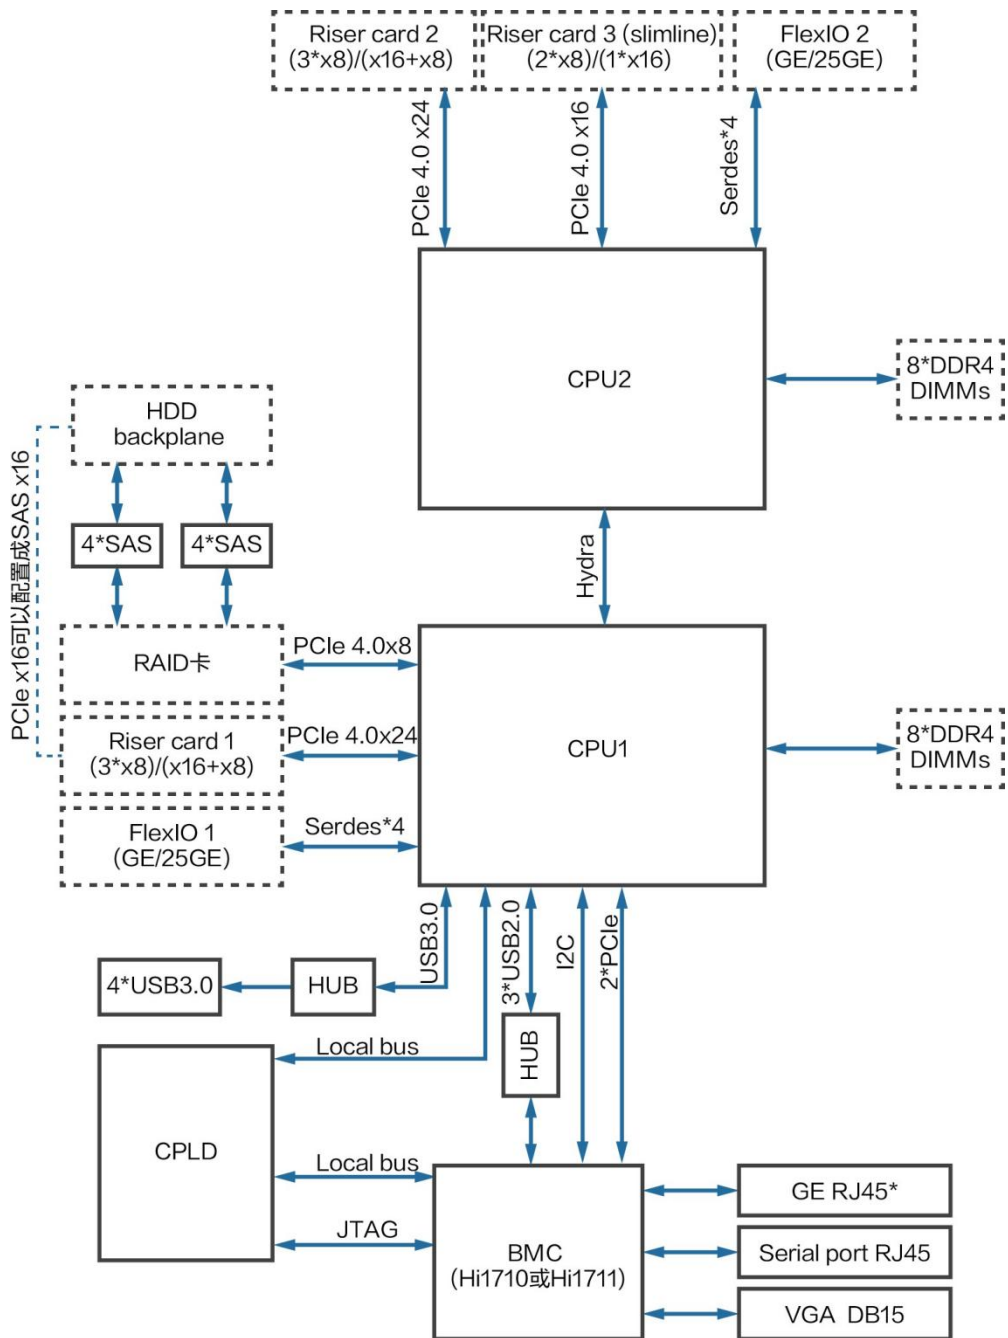 Riser card 2
(3*x8)/(x16+x8)
Riser card 3 (slimline)
(2*x8)/(1*x16)
FlexIO 2
(GE/25GE)
PCIe 4.0 x24
PCIe 4.0 x16
Serdes*4
CPU2
8*DDR4
DIMMs
HDD
backplane
4*SAS
4*SAS
PCIe x16可以配置成SAS x16
Hydra
RAID卡
PCIe 4.0x8
Riser card 1
(3*x8)/(x16+x8)
PCIe 4.0x24
CPU1
8*DDR4
DIMMs
FlexIO 1
(GE/25GE)
Serdes*4
USB3.0
3*USB2.0
I2C
2*PCIe
4*USB3.0
HUB
HUB
Local bus
CPLD
Local bus
JTAG
BMC
(Hi1710或Hi1711)
GE RJ45*
Serial port RJ45
VGA DB15